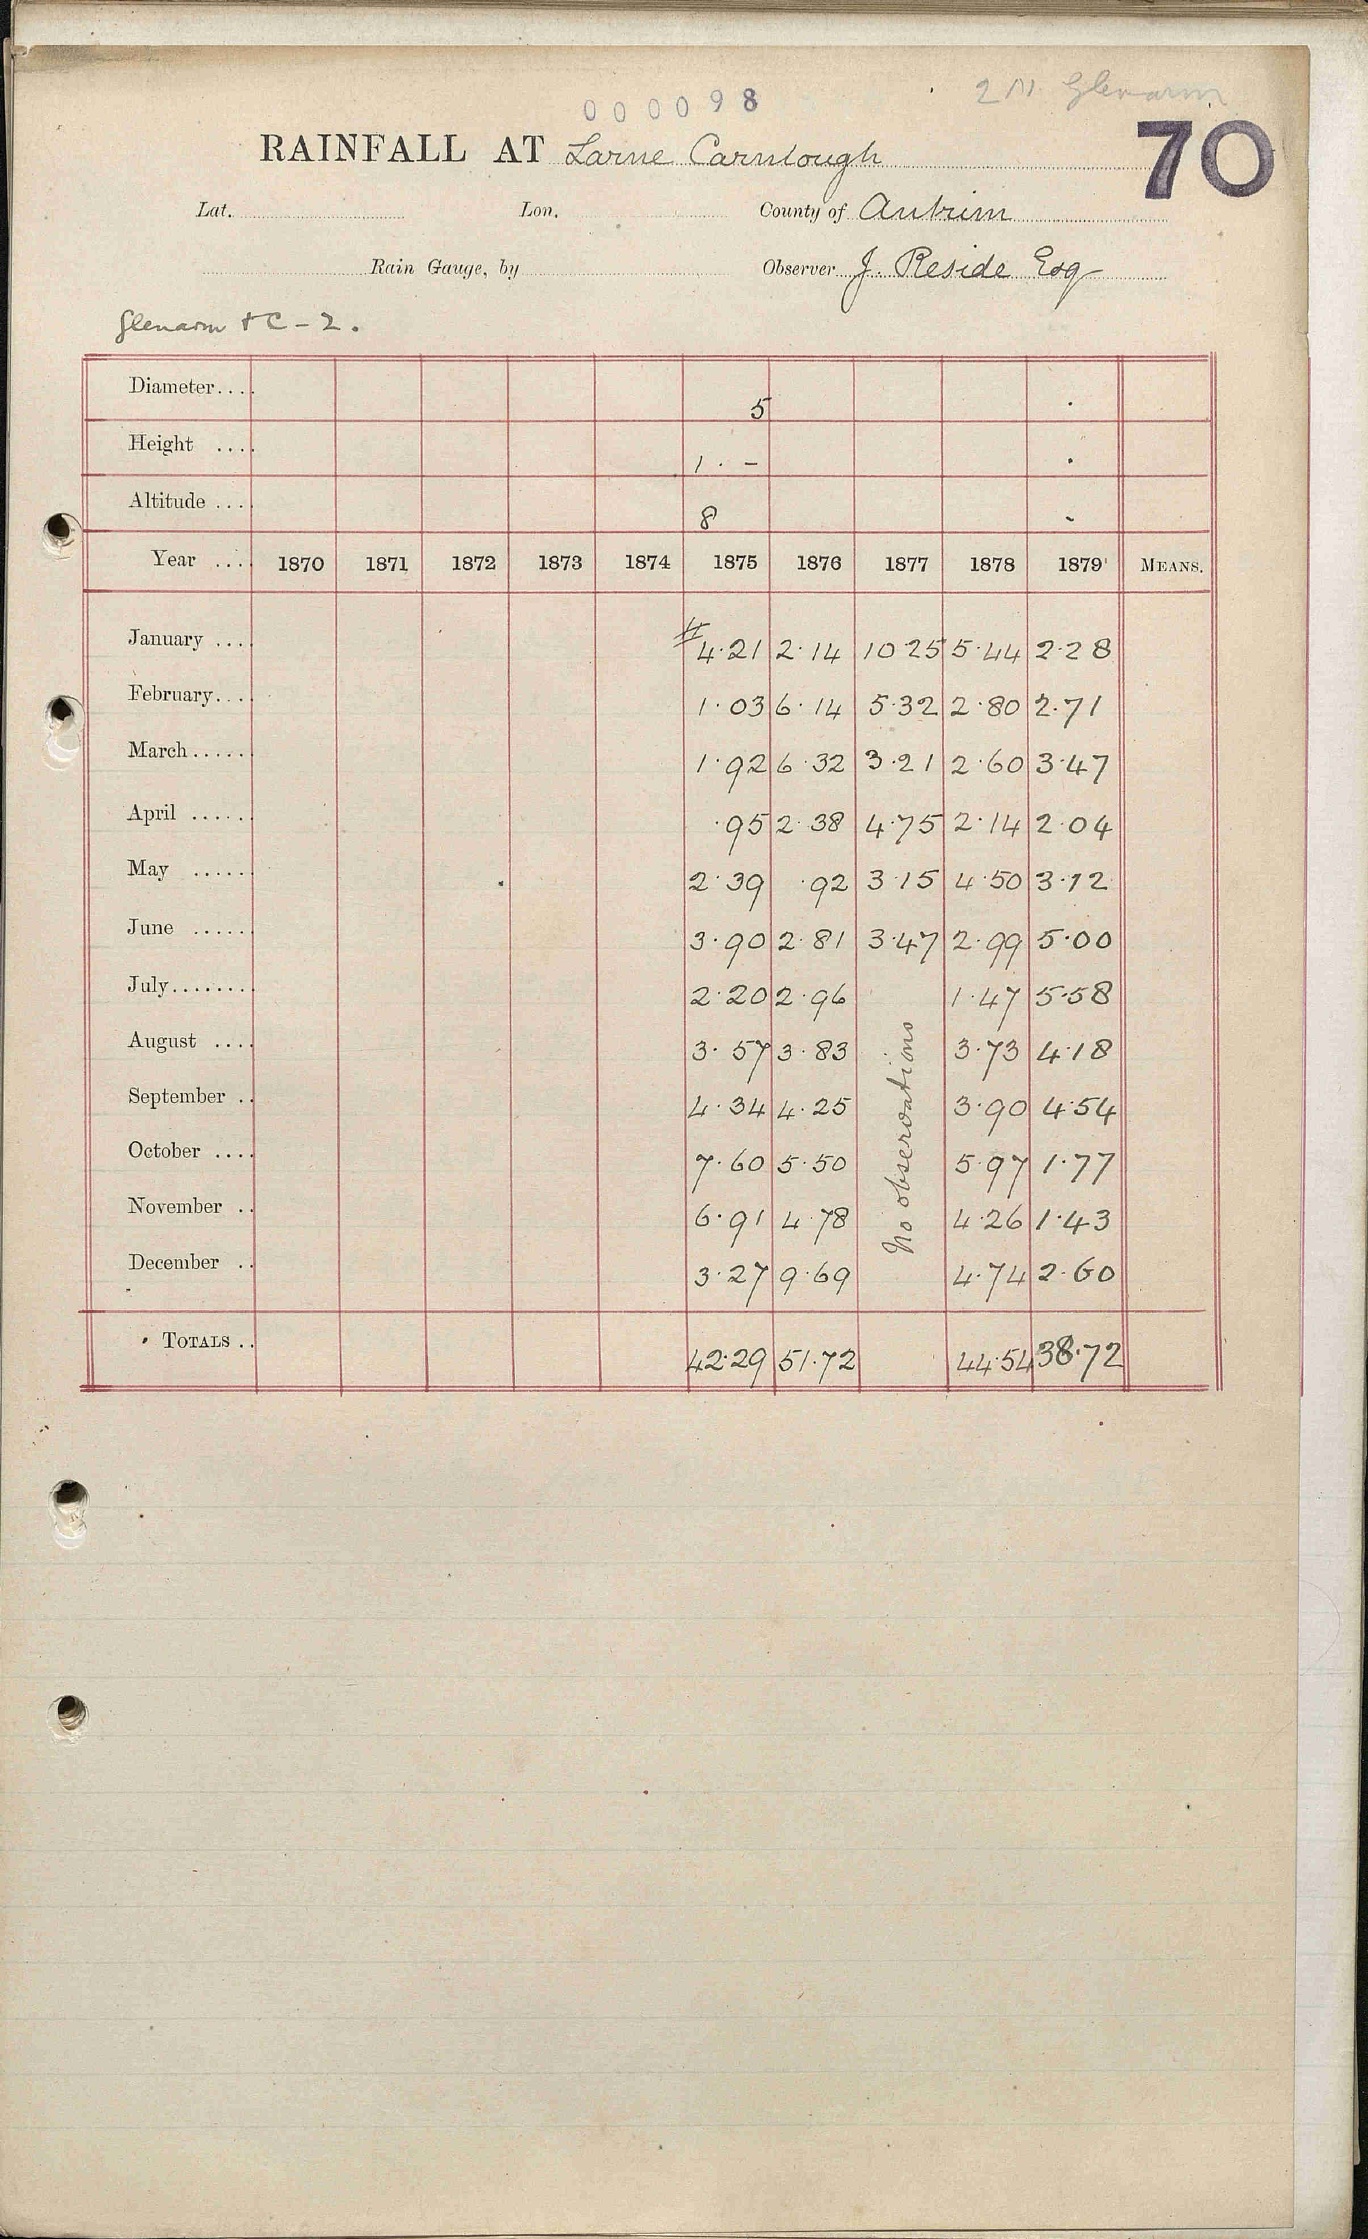 2 M Glenarm
000098
70
RAINFALL AT Larne Carnlough
Lat. Lon. County of Antrim
Rain Gauge, by Observer J. Reside Esq
Glenarm & C - 2.
Diameter.... 5
Height .... 1 . -
Altitude .... 8
Year .... 1870 1871 1872 1873 1874 1875 1876 1877 1878 1879 MEANS.
January .... # 4.21 2.14 10 25 5.44 2.28
February.... 1.03 6.14 5.32 2.80 2.71
March...... 1.92 6.32 3.21 2.60 3.47
April ...... .95 2.38 4.75 2.14 2.04
May ...... 2.39 .92 3.15 4.50 3.12
June ...... 3.90 2.81 3.47 2.99 5.00
July........ 2.20 2.96 1.47 5.58
August .... 3.57 3.83 3.73 4.18
September .. 4.34 4.25 3.90 4.54
October .... 7.60 5.50 5.97 1.77
November .. 6.91 4.78 4.26 1.43
December .. 3.27 9.69 4.74 2.60
No observations
TOTALS .. 42.29 51.72 44.54 38.72